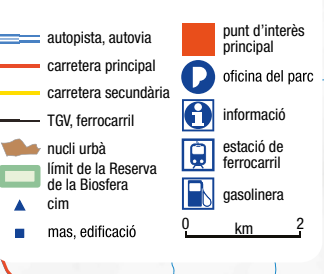 autopista, autovia
carretera principal
carretera secundària
TGV, ferrocarril
nucli urbà
límit de la Reserva
de la Biosfera
cim
mas, edificació
punt d'interès
principal
P
oficina del parc
i
informació
estació de
ferrocarril
gasolinera
0 2
km